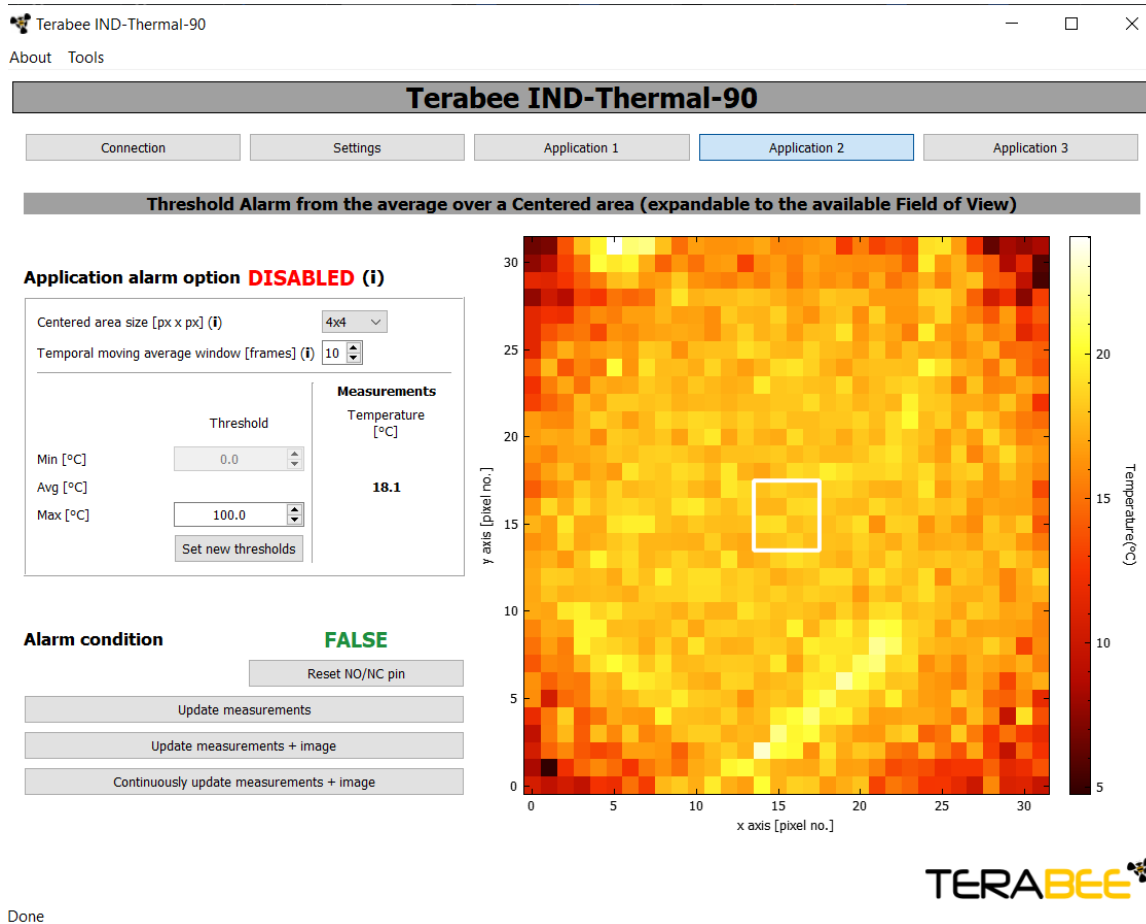 Terabee IND-Thermal-90
About Tools
Terabee IND-Thermal-90
Connection Settings Application 1 Application 2 Application 3
Threshold Alarm from the average over a Centered area (expandable to the available Field of View)
Application alarm option DISABLED (i)
Centered area size [px x px] (i) 4x4
Temporal moving average window [frames] (i) 10
Measurements
Threshold
Temperature
[°C]
Min [°C] 0.0
Avg [°C] 18.1
Max [°C] 100.0
Set new thresholds
Alarm condition FALSE
Reset NO/NC pin
Update measurements
Update measurements + image
Continuously update measurements + image
30
25
20
15
10
5
0
y axis [pixel no.]
0 5 10 15 20 25 30
x axis [pixel no.]
20
15
10
5
Temperature(°C)
TERABEE
Done